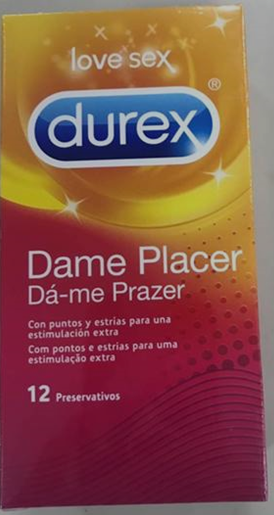 love sex
durex®
Dame Placer
Dá-me Prazer
Con puntos y estrías para una
estimulación extra
Com pontos e estrias para uma
estimulação extra
12 Preservativos